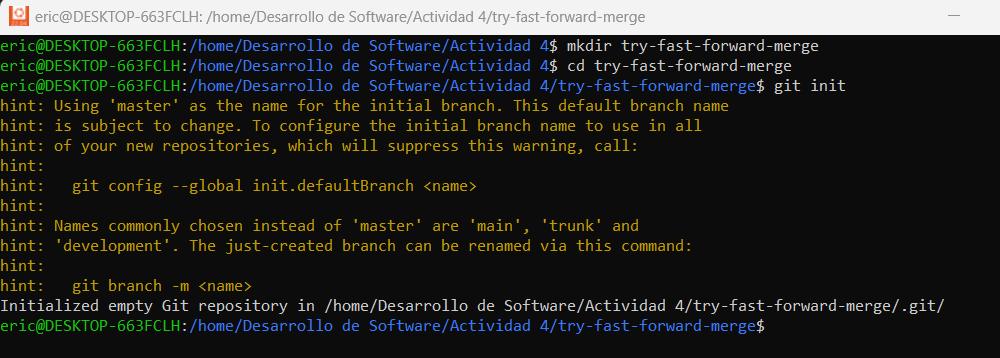 eric@DESKTOP-663FCLH: /home/Desarrollo de Software/Actividad 4/try-fast-forward-merge
eric@DESKTOP-663FCLH:/home/Desarrollo de Software/Actividad 4$ mkdir try-fast-forward-merge
eric@DESKTOP-663FCLH:/home/Desarrollo de Software/Actividad 4$ cd try-fast-forward-merge
eric@DESKTOP-663FCLH:/home/Desarrollo de Software/Actividad 4/try-fast-forward-merge$ git init
hint: Using 'master' as the name for the initial branch. This default branch name
hint: is subject to change. To configure the initial branch name to use in all
hint: of your new repositories, which will suppress this warning, call:
hint:
hint:   git config --global init.defaultBranch <name>
hint:
hint: Names commonly chosen instead of 'master' are 'main', 'trunk' and
hint: 'development'. The just-created branch can be renamed via this command:
hint:
hint:   git branch -m <name>
Initialized empty Git repository in /home/Desarrollo de Software/Actividad 4/try-fast-forward-merge/.git/
eric@DESKTOP-663FCLH:/home/Desarrollo de Software/Actividad 4/try-fast-forward-merge$